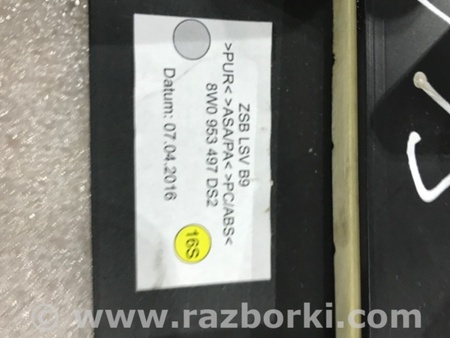 ZSB LSV B9
>PUR< >ASA/PA< >PC/ABS<
8W0 953 497 DS2
Datum: 07.04.2016
16S
© www.razborki.com